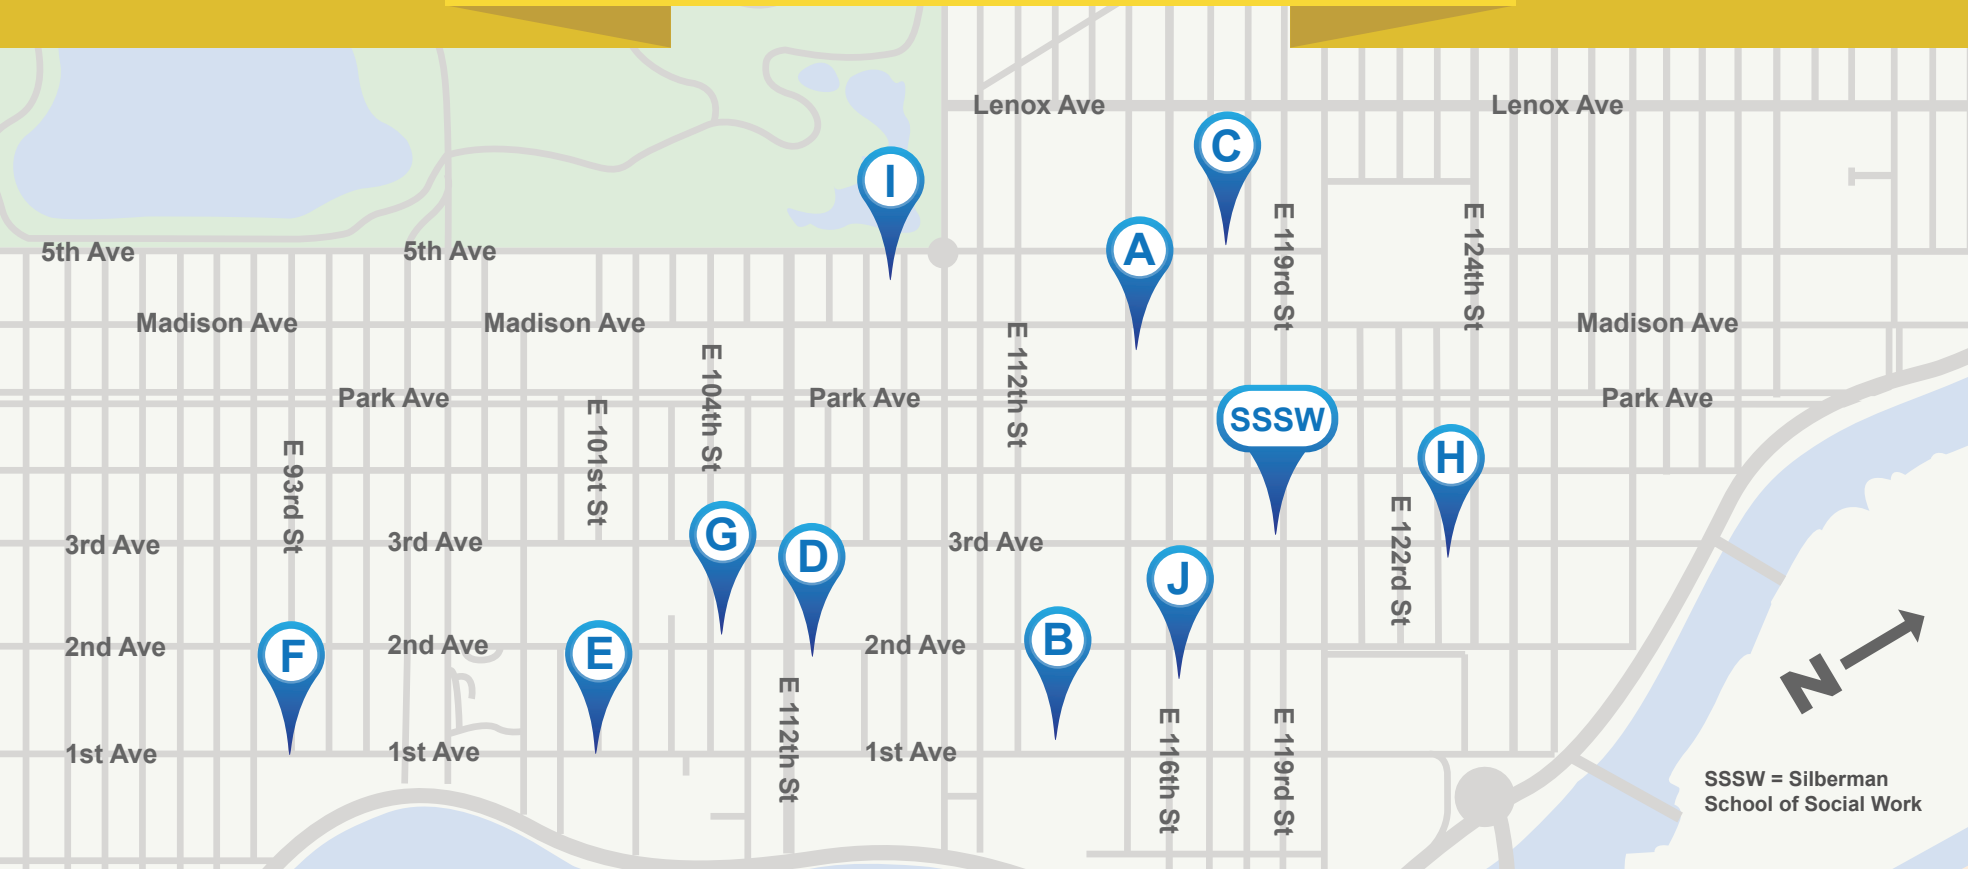 Lenox Ave
Lenox Ave
C
I
A
E 119rd St
E 124th St
5th Ave
5th Ave
Madison Ave
Madison Ave
Madison Ave
E 112th St
E 104th St
Park Ave
Park Ave
Park Ave
SSSW
E 93rd St
E 101st St
H
G
D
E 122rd St
3rd Ave
3rd Ave
3rd Ave
J
2nd Ave
2nd Ave
2nd Ave
F
E
B
N
E 112th St
E 116th St
E 119rd St
1st Ave
1st Ave
1st Ave
SSSW = Silberman
School of Social Work